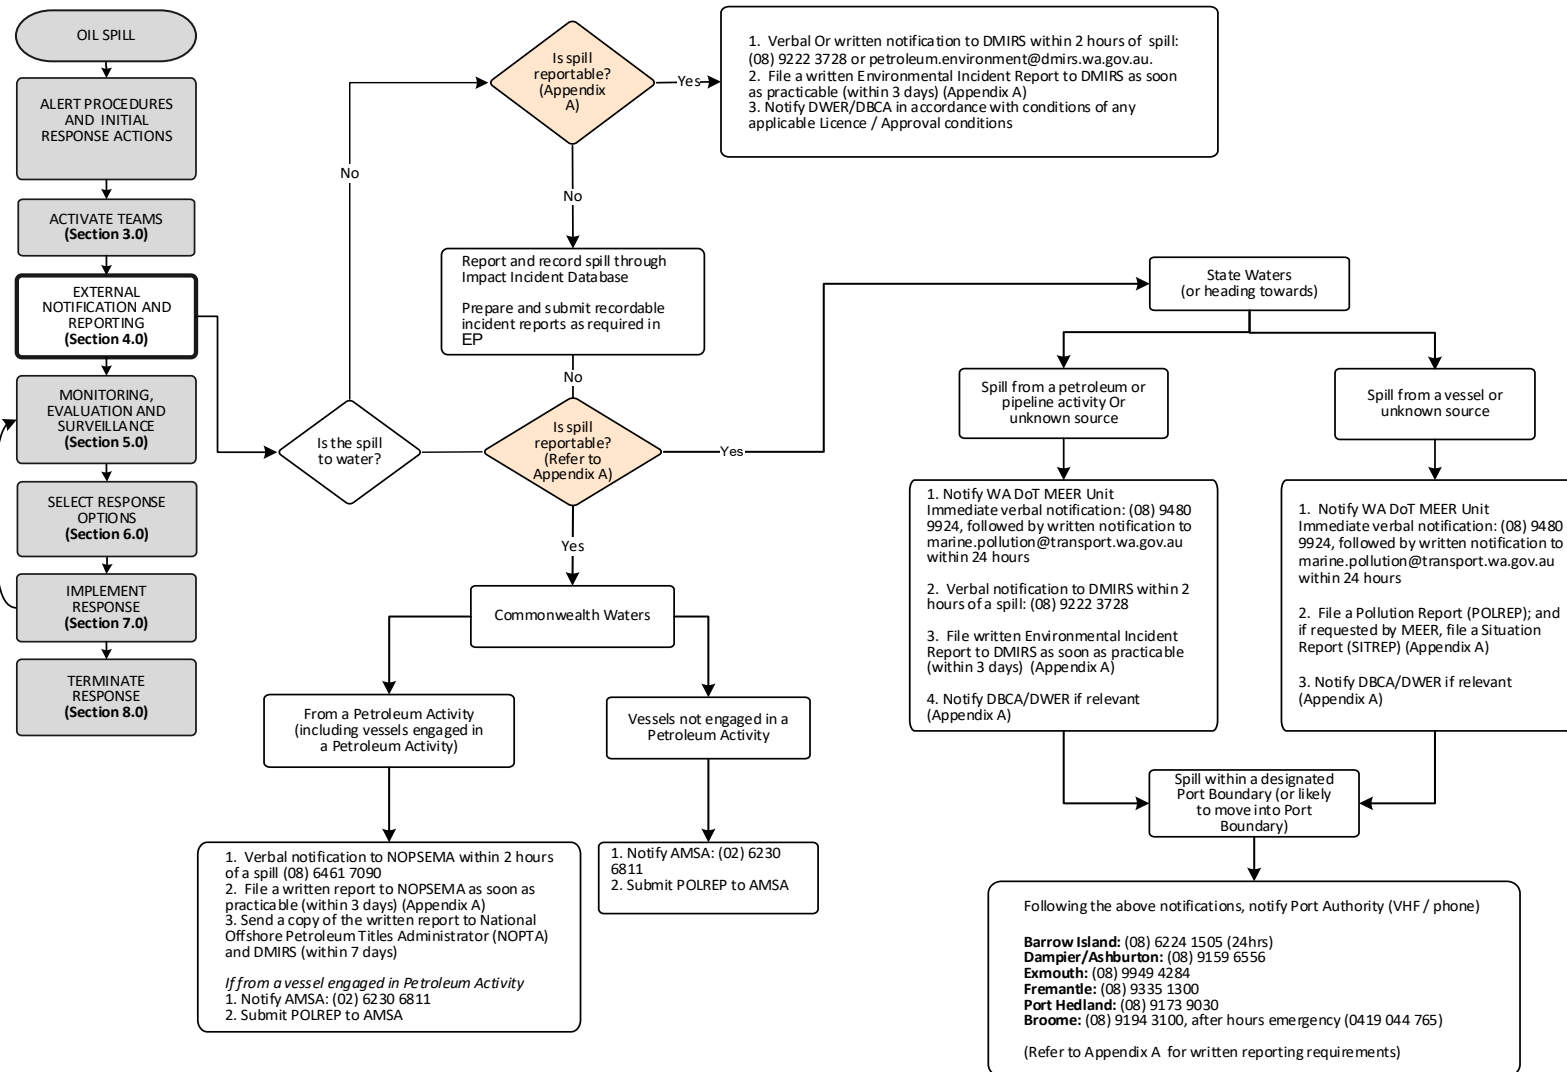 OIL SPILL
ALERT PROCEDURES
AND INITIAL
RESPONSE ACTIONS
ACTIVATE TEAMS
(Section 3.0)
EXTERNAL
NOTIFICATION AND
REPORTING
(Section 4.0)
MONITORING,
EVALUATION AND
SURVEILLANCE
(Section 5.0)
SELECT RESPONSE
OPTIONS
(Section 6.0)
IMPLEMENT
RESPONSE
(Section 7.0)
TERMINATE
RESPONSE
(Section 8.0)
Is the spill
to water?
No
Is spill
reportable?
(Appendix
A)
Yes
1. Verbal Or written notification to DMIRS within 2 hours of spill:
(08) 9222 3728 or petroleum.environment@dmirs.wa.gov.au.
2. File a written Environmental Incident Report to DMIRS as soon
as practicable (within 3 days) (Appendix A)
3. Notify DWER/DBCA in accordance with conditions of any
applicable Licence / Approval conditions
No
Report and record spill through
Impact Incident Database
Prepare and submit recordable
incident reports as required in
EP
No
Is spill
reportable?
(Refer to
Appendix A)
Yes
Yes
Commonwealth Waters
From a Petroleum Activity
(including vessels engaged in
a Petroleum Activity)
Vessels not engaged in a
Petroleum Activity
1. Verbal notification to NOPSEMA within 2 hours
of a spill (08) 6461 7090
2. File a written report to NOPSEMA as soon as
practicable (within 3 days) (Appendix A)
3. Send a copy of the written report to National
Offshore Petroleum Titles Administrator (NOPTA)
and DMIRS (within 7 days)
If from a vessel engaged in Petroleum Activity
1. Notify AMSA: (02) 6230 6811
2. Submit POLREP to AMSA
1. Notify AMSA: (02) 6230
6811
2. Submit POLREP to AMSA
State Waters
(or heading towards)
Spill from a petroleum or
pipeline activity Or
unknown source
Spill from a vessel or
unknown source
1. Notify WA DoT MEER Unit
Immediate verbal notification: (08) 9480
9924, followed by written notification to
marine.pollution@transport.wa.gov.au
within 24 hours
2. Verbal notification to DMIRS within 2
hours of a spill: (08) 9222 3728
3. File written Environmental Incident
Report to DMIRS as soon as practicable
(within 3 days) (Appendix A)
4. Notify DBCA/DWER if relevant
(Appendix A)
1. Notify WA DoT MEER Unit
Immediate verbal notification: (08) 9480
9924, followed by written notification to
marine.pollution@transport.wa.gov.au
within 24 hours
2. File a Pollution Report (POLREP); and
if requested by MEER, file a Situation
Report (SITREP) (Appendix A)
3. Notify DBCA/DWER if relevant
(Appendix A)
Spill within a designated
Port Boundary (or likely
to move into Port
Boundary)
Following the above notifications, notify Port Authority (VHF / phone)
Barrow Island: (08) 6224 1505 (24hrs)
Dampier/Ashburton: (08) 9159 6556
Exmouth: (08) 9949 4284
Fremantle: (08) 9335 1300
Port Hedland: (08) 9173 9030
Broome: (08) 9194 3100, after hours emergency (0419 044 765)
(Refer to Appendix A for written reporting requirements)